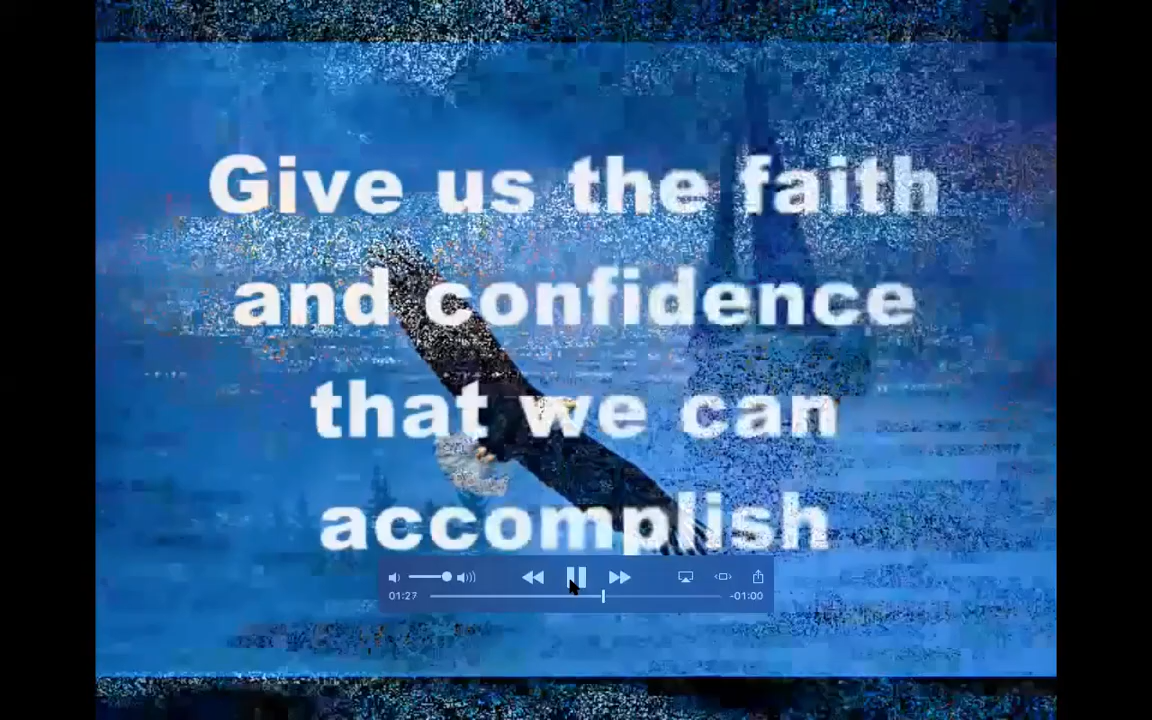 Give us the faith
and confidence
that we can
accomplish
01:27
-01:00